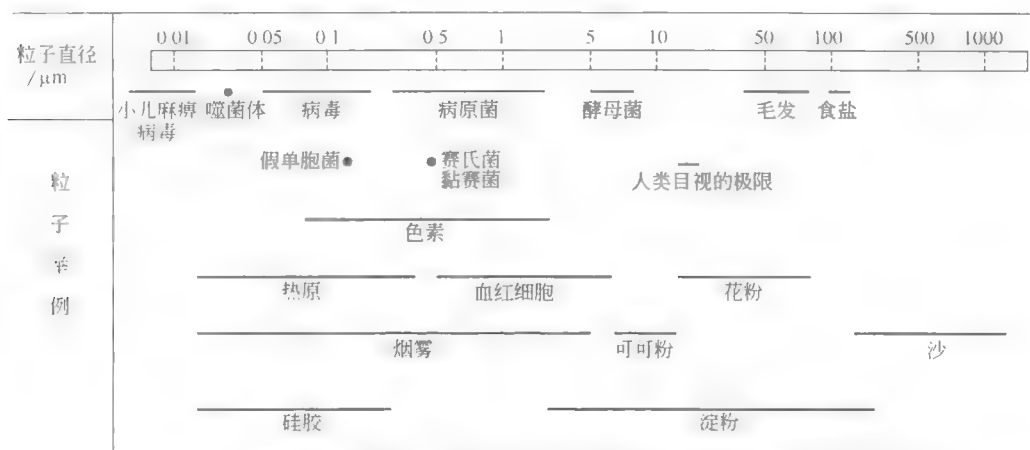 粒子直径
/μm
0 01 0 05 0 1 0 5 1 5 10 50 100 500 1000
小儿麻痹
病毒
噬菌体 病毒 病原菌 酵母菌 毛发 食盐
假单胞菌 赛氏菌
黏赛菌
人类目视的极限
粒
子
例
色素
热原 血红细胞 花粉
烟雾 可可粉 沙
硅胶 淀粉